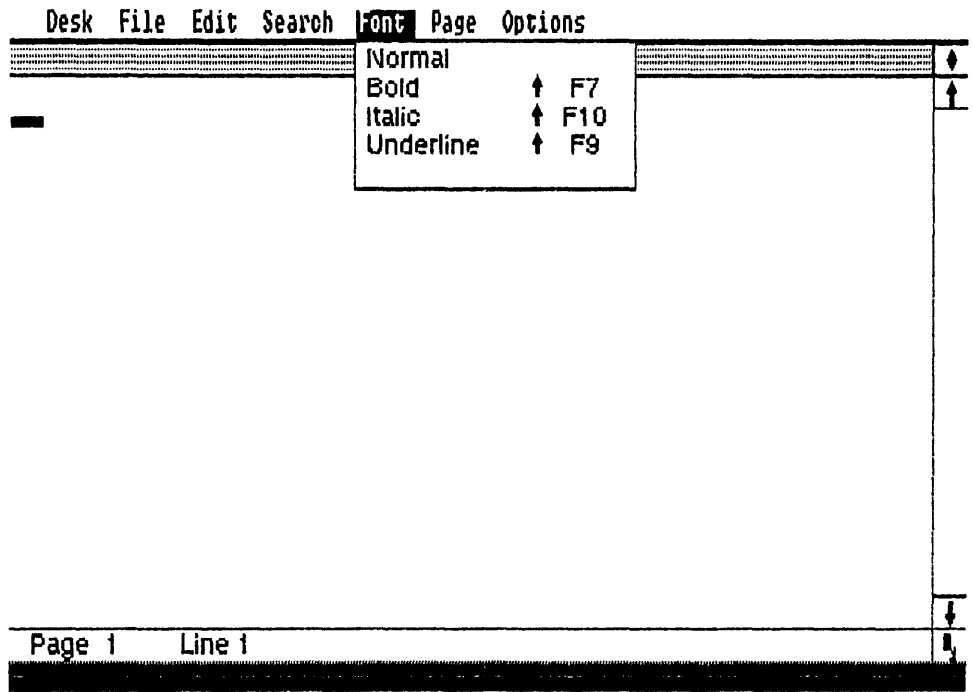 Desk File Edit Search Font Page Options
Normal
Bold ↑ F7
Italic ↑ F10
Underline ↑ F9
Page 1 Line 1